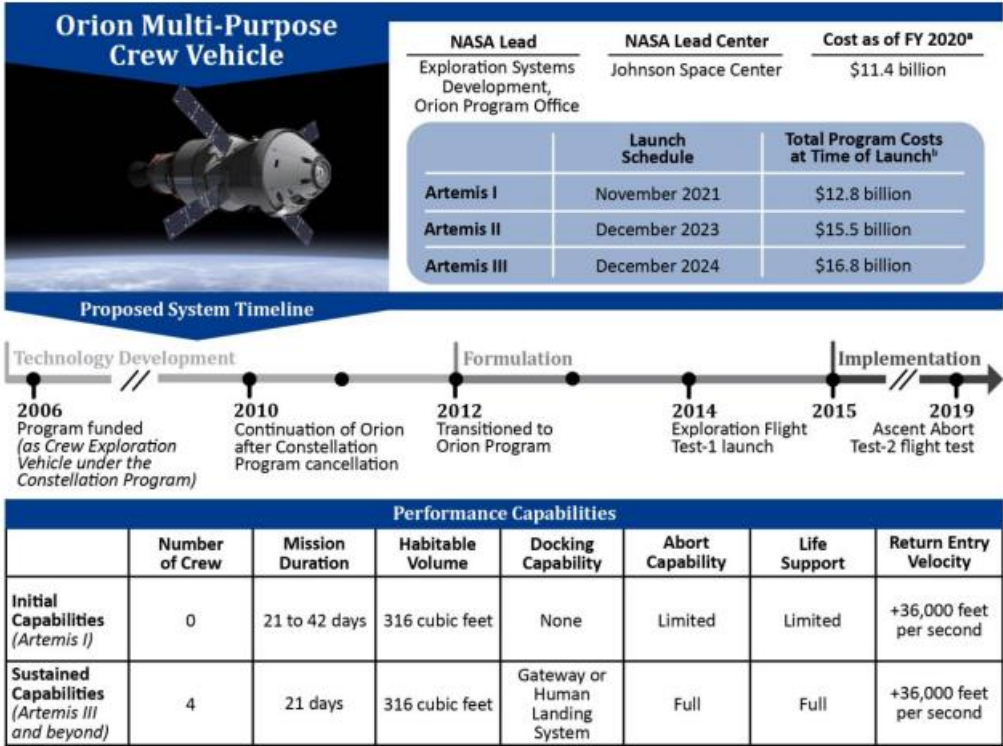 Orion Multi-Purpose
Crew Vehicle
NASA Lead
NASA Lead Center
Cost as of FY 2020ᵃ
Exploration Systems
Development,
Orion Program Office
Johnson Space Center
$11.4 billion
Launch
Schedule
Total Program Costs
at Time of Launchᵇ
Artemis I
November 2021
$12.8 billion
Artemis II
December 2023
$15.5 billion
Artemis III
December 2024
$16.8 billion
Proposed System Timeline
Technology Development
Formulation
Implementation
2006
Program funded
(as Crew Exploration
Vehicle under the
Constellation Program)
2010
Continuation of Orion
after Constellation
Program cancellation
2012
Transitioned to
Orion Program
2014
Exploration Flight
Test-1 launch
2015
2019
Ascent Abort
Test-2 flight test
Performance Capabilities
Number
of Crew
Mission
Duration
Habitable
Volume
Docking
Capability
Abort
Capability
Life
Support
Return Entry
Velocity
Initial
Capabilities
(Artemis I)
0
21 to 42 days
316 cubic feet
None
Limited
Limited
+36,000 feet
per second
Sustained
Capabilities
(Artemis III
and beyond)
4
21 days
316 cubic feet
Gateway or
Human
Landing
System
Full
Full
+36,000 feet
per second